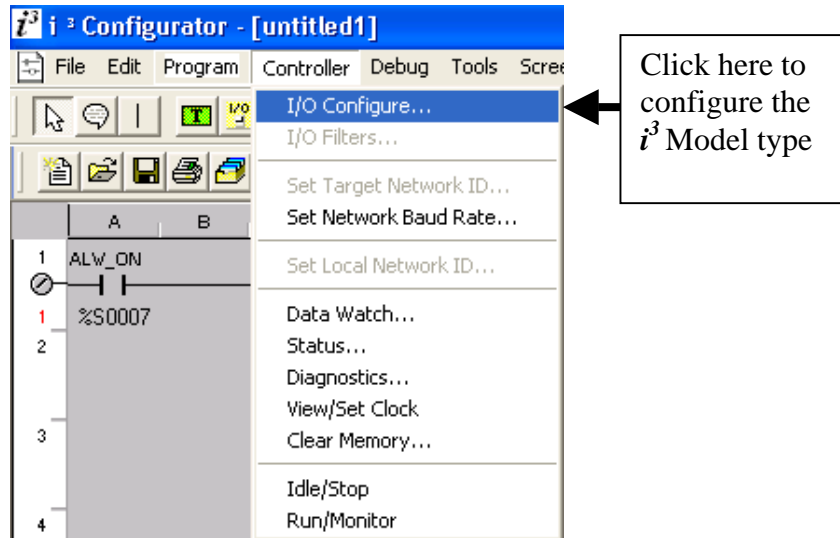 i³ i ³ Configurator - [untitled1]
File Edit Program Controller Debug Tools Scree
I/O
I/O Configure...
I/O Filters...
Set Target Network ID...
Set Network Baud Rate...
Set Local Network ID...
Data Watch...
Status...
Diagnostics...
View/Set Clock
Clear Memory...
Idle/Stop
Run/Monitor
T
A B
1 ALW_ON
1 %S0007
2
3
4
Click here to
configure the
i³ Model type